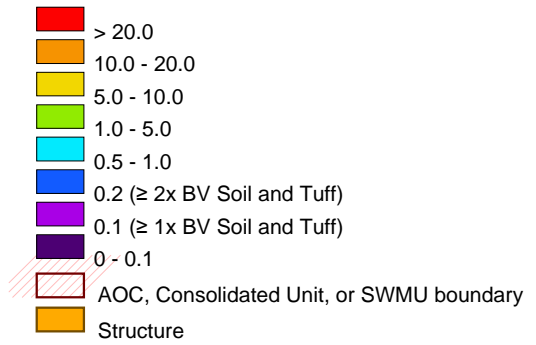 > 20.0
10.0 - 20.0
5.0 - 10.0
1.0 - 5.0
0.5 - 1.0
0.2 (≥ 2x BV Soil and Tuff)
0.1 (≥ 1x BV Soil and Tuff)
0 - 0.1
AOC, Consolidated Unit, or SWMU boundary
Structure